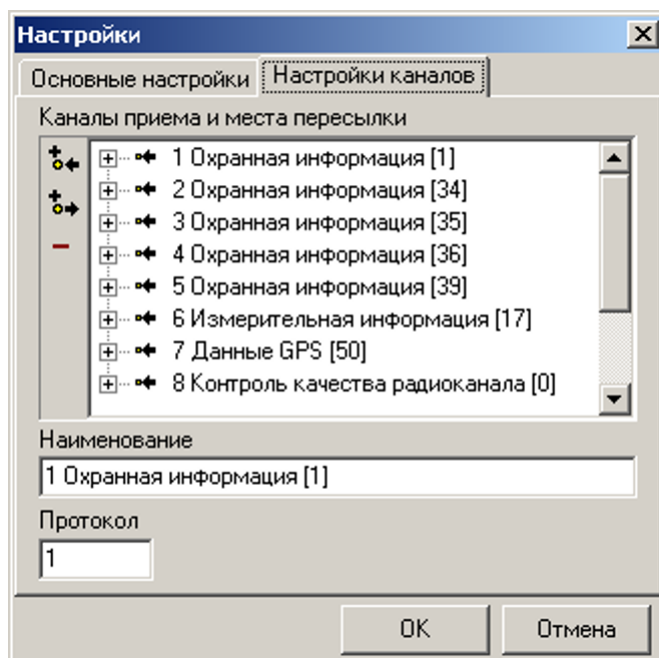 Настройки
Основные настройки Настройки каналов
Каналы приема и места пересылки
1 Охранная информация [1]
2 Охранная информация [34]
3 Охранная информация [35]
4 Охранная информация [36]
5 Охранная информация [39]
6 Измерительная информация [17]
7 Данные GPS [50]
8 Контроль качества радиоканала [0]
Наименование
1 Охранная информация [1]
Протокол
1
OK Отмена